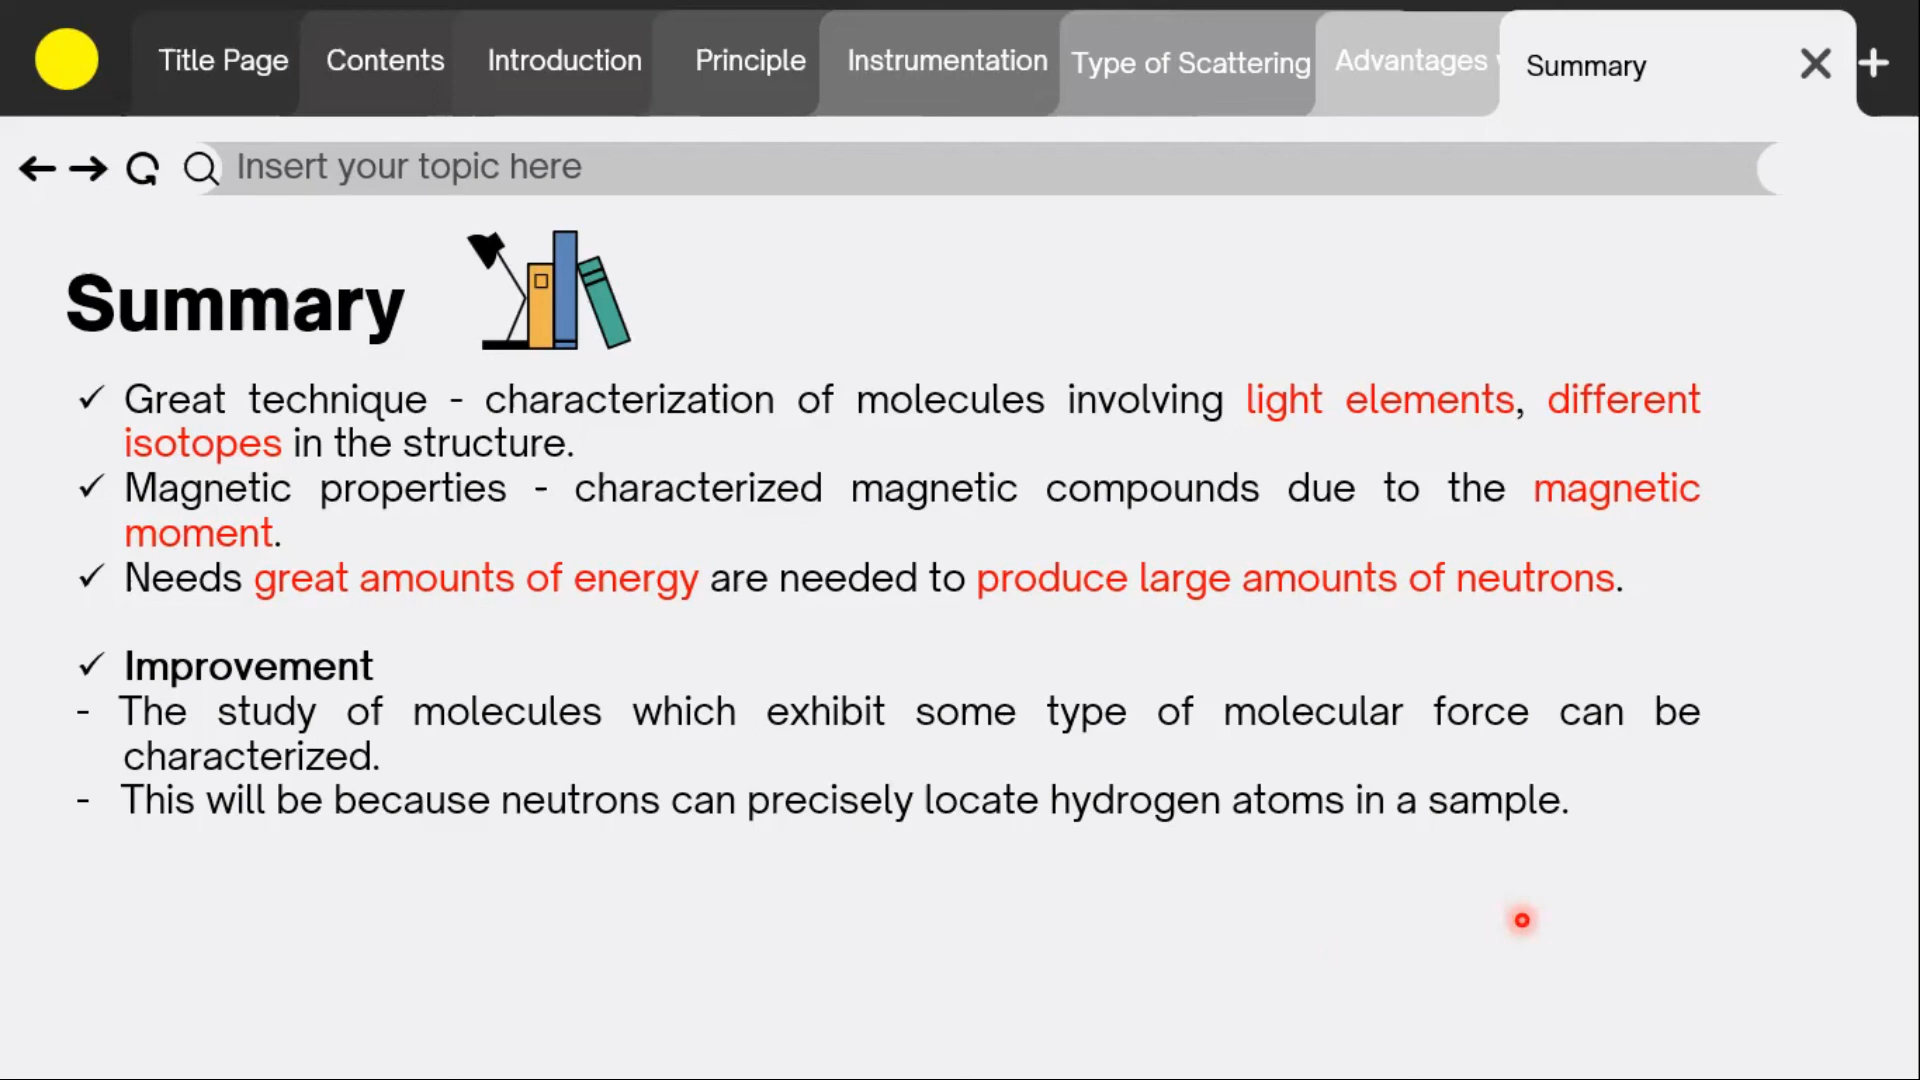 Title Page Contents Introduction Principle Instrumentation Type of Scattering Advantages Summary
Insert your topic here
Summary
✓ Great technique - characterization of molecules involving light elements, different
isotopes in the structure.
✓ Magnetic properties - characterized magnetic compounds due to the magnetic
moment.
✓ Needs great amounts of energy are needed to produce large amounts of neutrons.
✓ Improvement
- The study of molecules which exhibit some type of molecular force can be
characterized.
- This will be because neutrons can precisely locate hydrogen atoms in a sample.